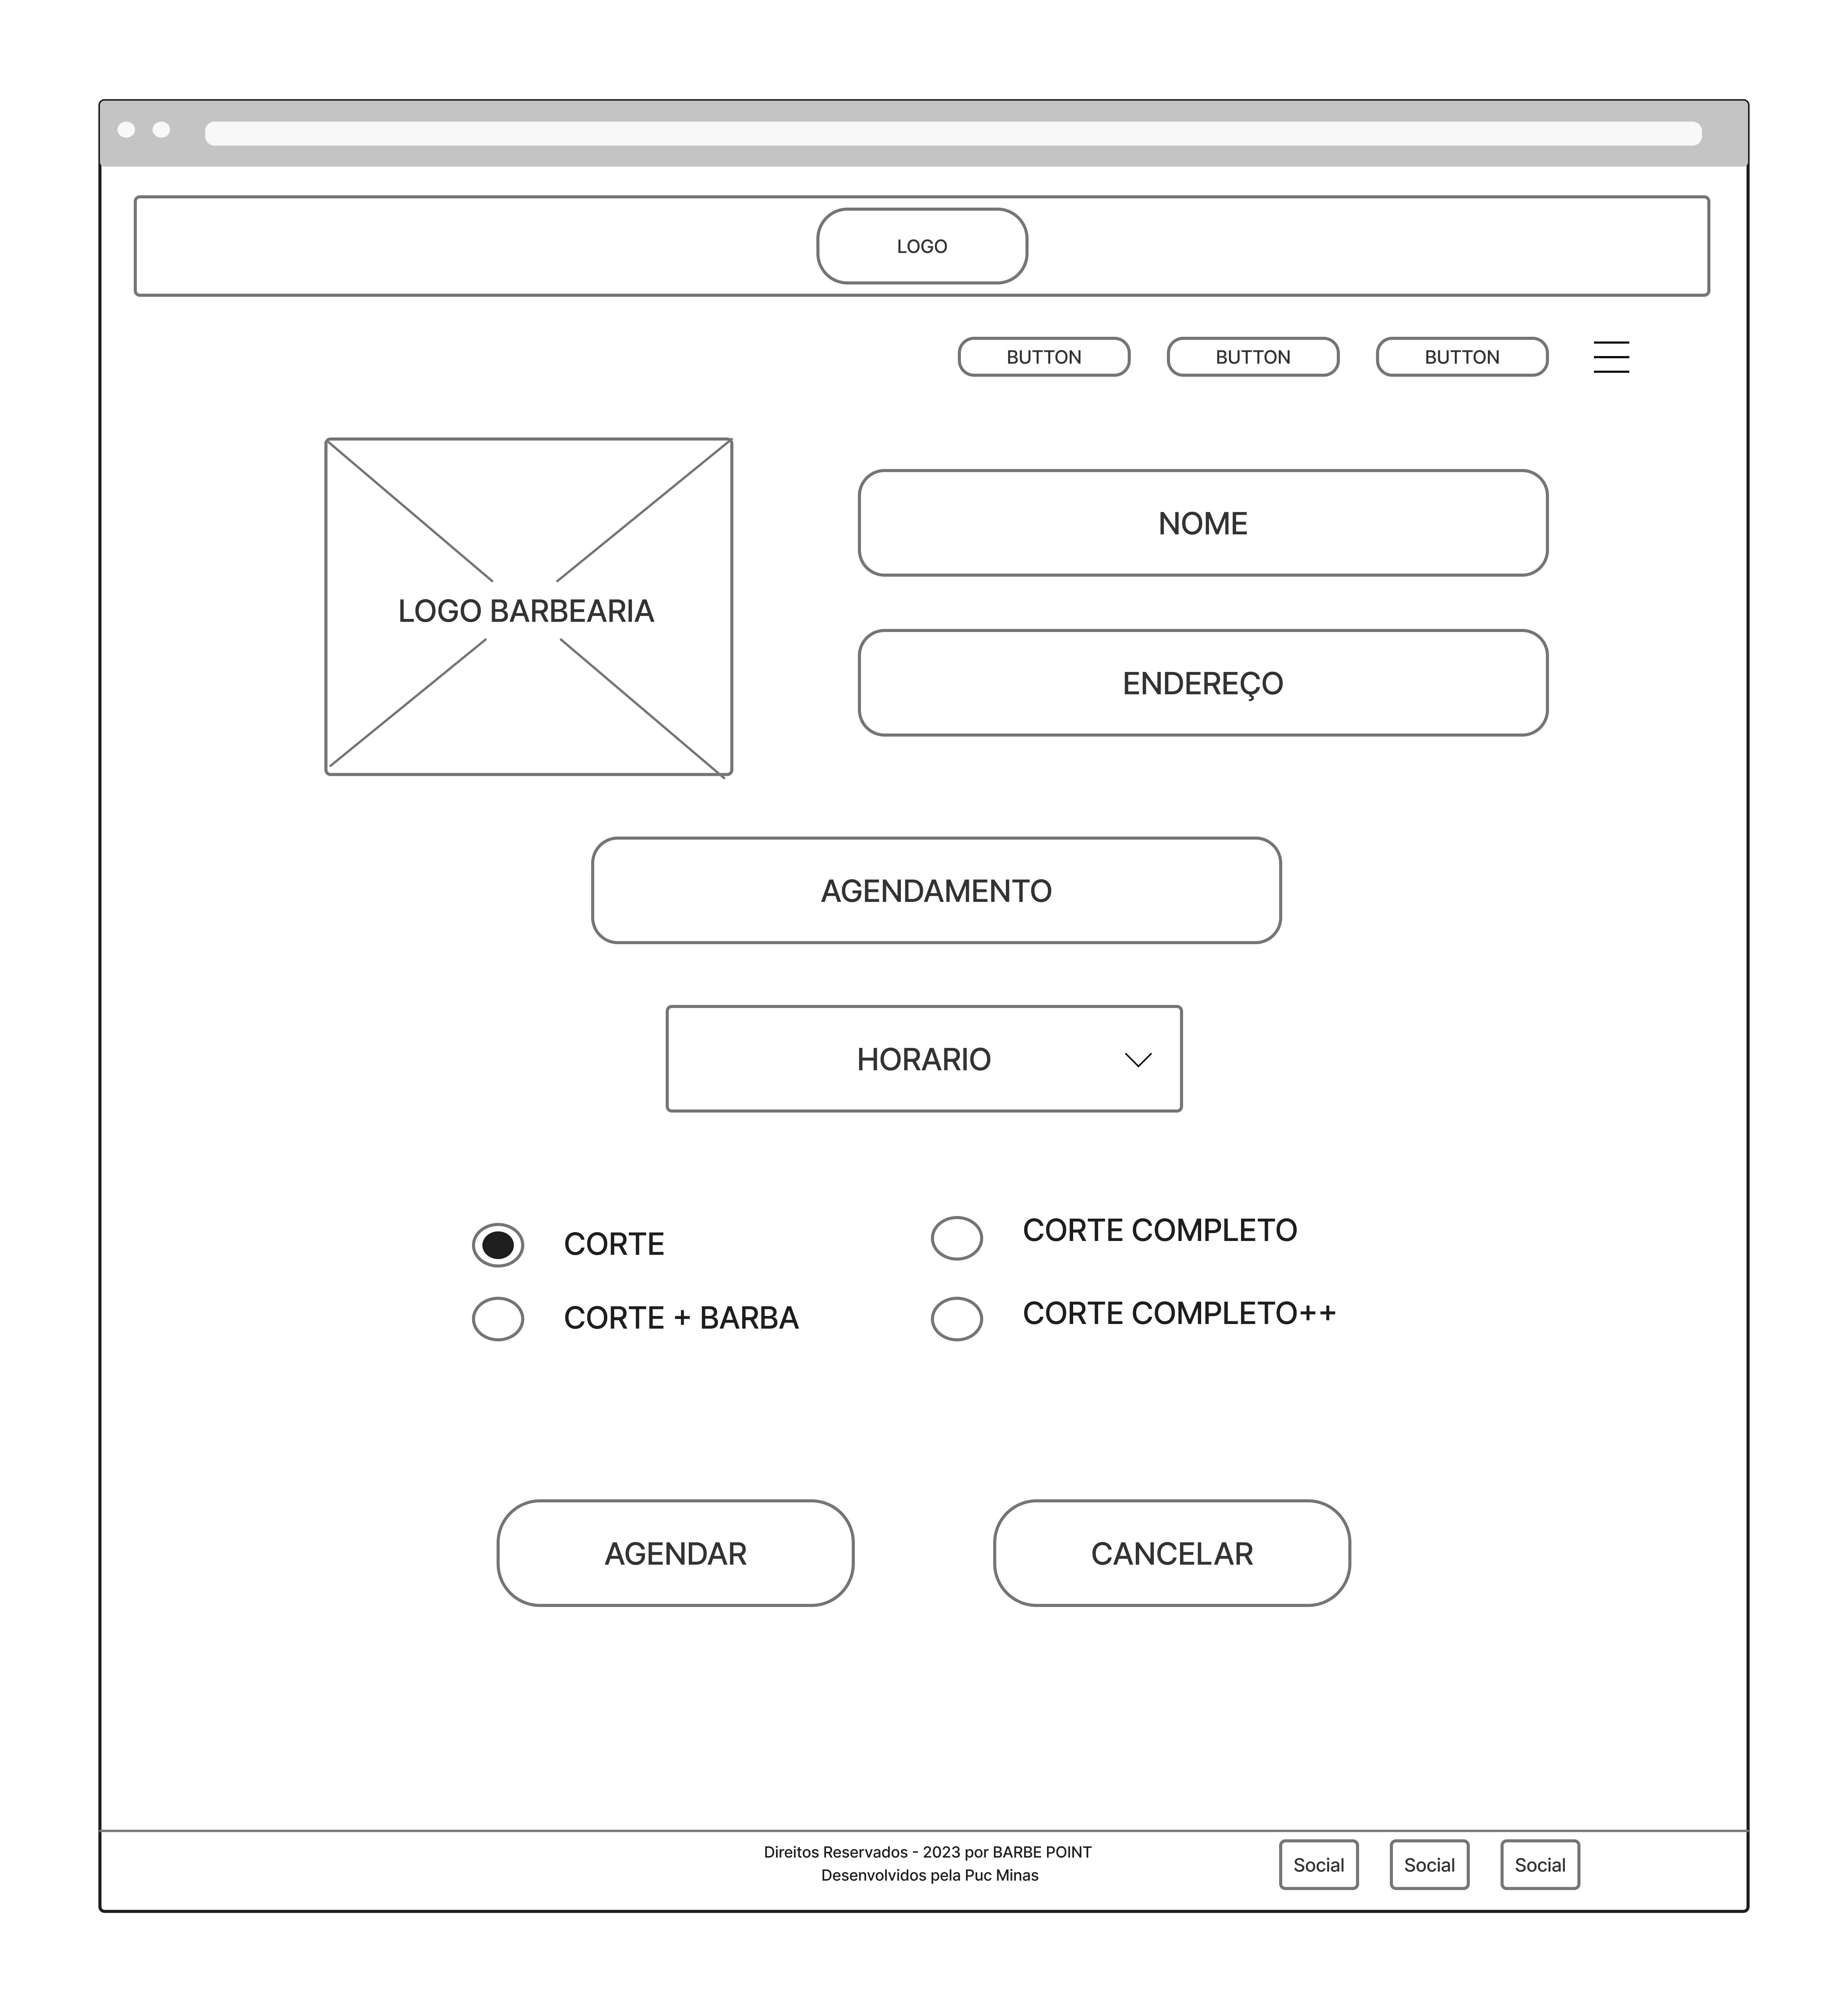 LOGO
BUTTON
BUTTON
BUTTON
LOGO BARBEARIA
NOME
ENDEREÇO
AGENDAMENTO
HORARIO
CORTE
CORTE COMPLETO
CORTE + BARBA
CORTE COMPLETO++
AGENDAR
CANCELAR
Direitos Reservados - 2023 por BARBE POINT
Desenvolvidos pela Puc Minas
Social
Social
Social